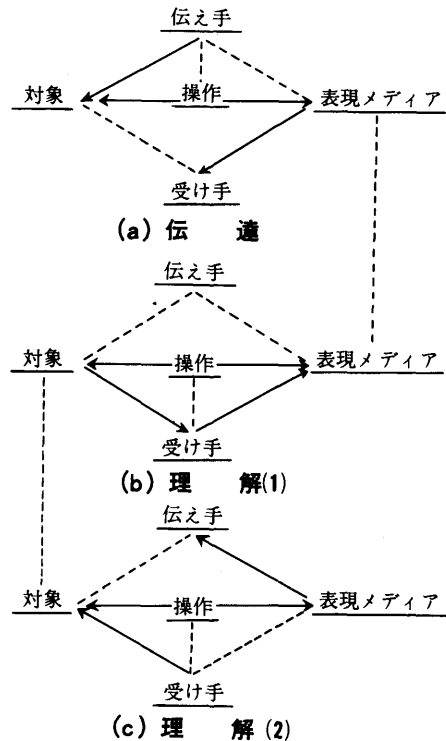 伝え手
対象 操作 表現メディア
受け手
(a) 伝 達
伝え手
対象 操作 表現メディア
受け手
(b) 理 解(1)
伝え手
対象 操作 表現メディア
受け手
(c) 理 解(2)